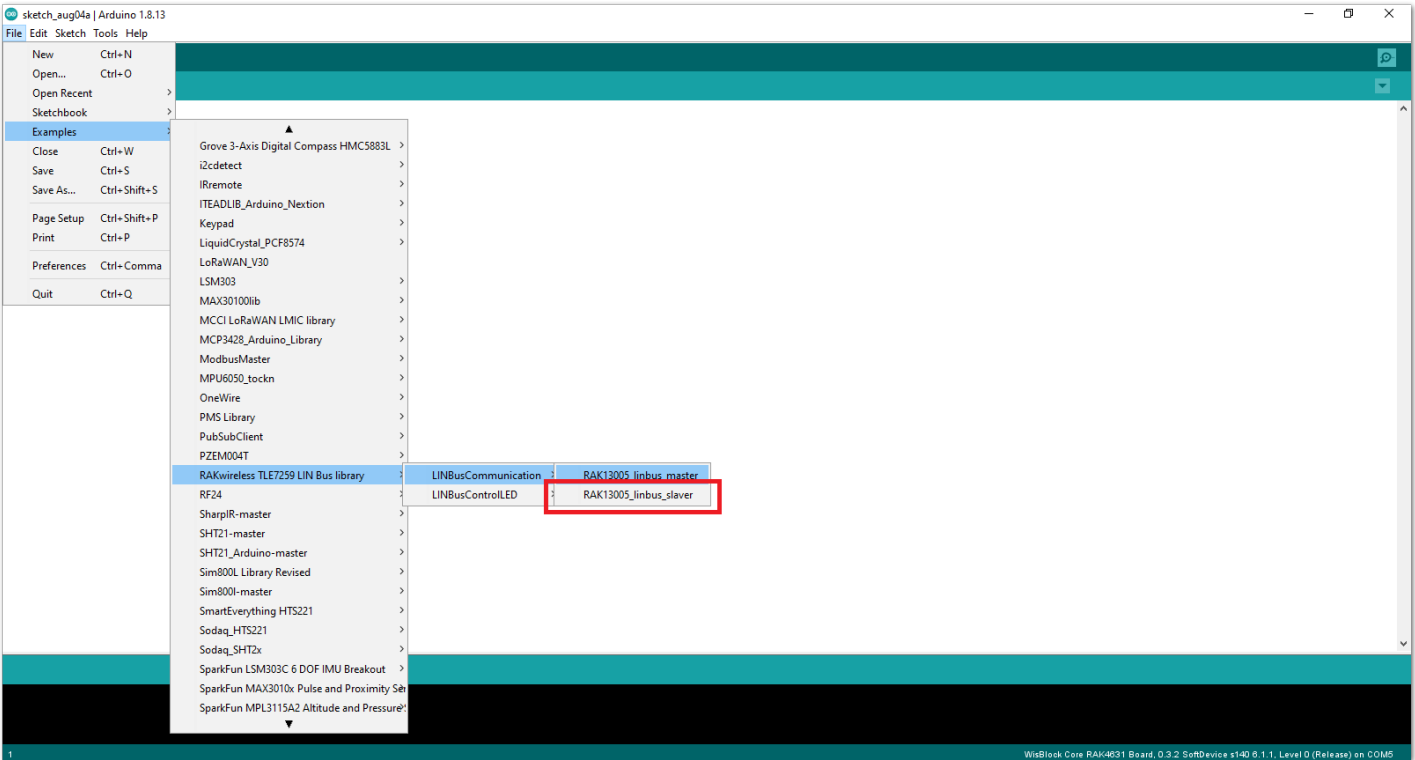 sketch_aug04a | Arduino 1.8.13
File Edit Sketch Tools Help
New Ctrl+N
Open... Ctrl+O
Open Recent
Sketchbook
Examples
Close Ctrl+W
Save Ctrl+S
Save As... Ctrl+Shift+S
Page Setup Ctrl+Shift+P
Print Ctrl+P
Preferences Ctrl+Comma
Quit Ctrl+Q
Grove 3-Axis Digital Compass HMC5883L
i2cdetect
IRremote
ITEADLIB_Arduino_Nextion
Keypad
LiquidCrystal_PCF8574
LoRaWAN_V30
LSM303
MAX30100lib
MCCI LoRaWAN LMIC library
MCP3428_Arduino_Library
ModbusMaster
MPU6050_tockn
OneWire
PMS Library
PubSubClient
PZEM004T
RAKwireless TLE7259 LIN Bus library
RF24
SharpIR-master
SHT21-master
SHT21_Arduino-master
Sim800L Library Revised
Sim800l-master
SmartEverything HTS221
Sodaq_HTS221
Sodaq_SHT2x
SparkFun LSM303C 6 DOF IMU Breakout
SparkFun MAX3010x Pulse and Proximity Sen
SparkFun MPL3115A2 Altitude and Pressure
LINBusCommunication
LINBusControlLED
RAK13005_linbus_master
RAK13005_linbus_slaver
1
WisBlock Core RAK4631 Board, 0.3.2 SoftDevice s140 6.1.1, Level 0 (Release) on COM5